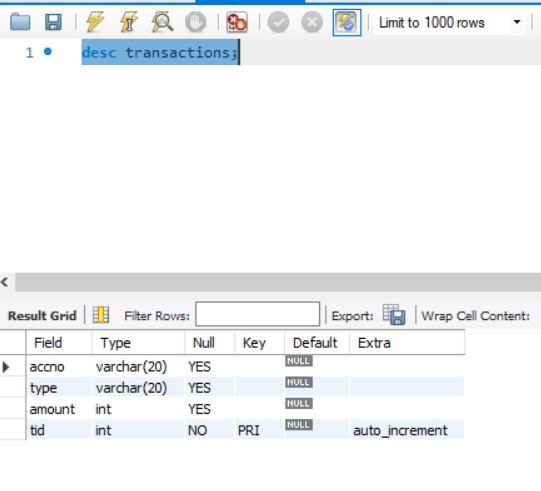 Limit to 1000 rows
1 desc transactions;
Result Grid Filter Rows: Export: Wrap Cell Content:
Field Type Null Key Default Extra
accno varchar(20) YES NULL
type varchar(20) YES NULL
amount int YES NULL
tid int NO PRI NULL auto_increment